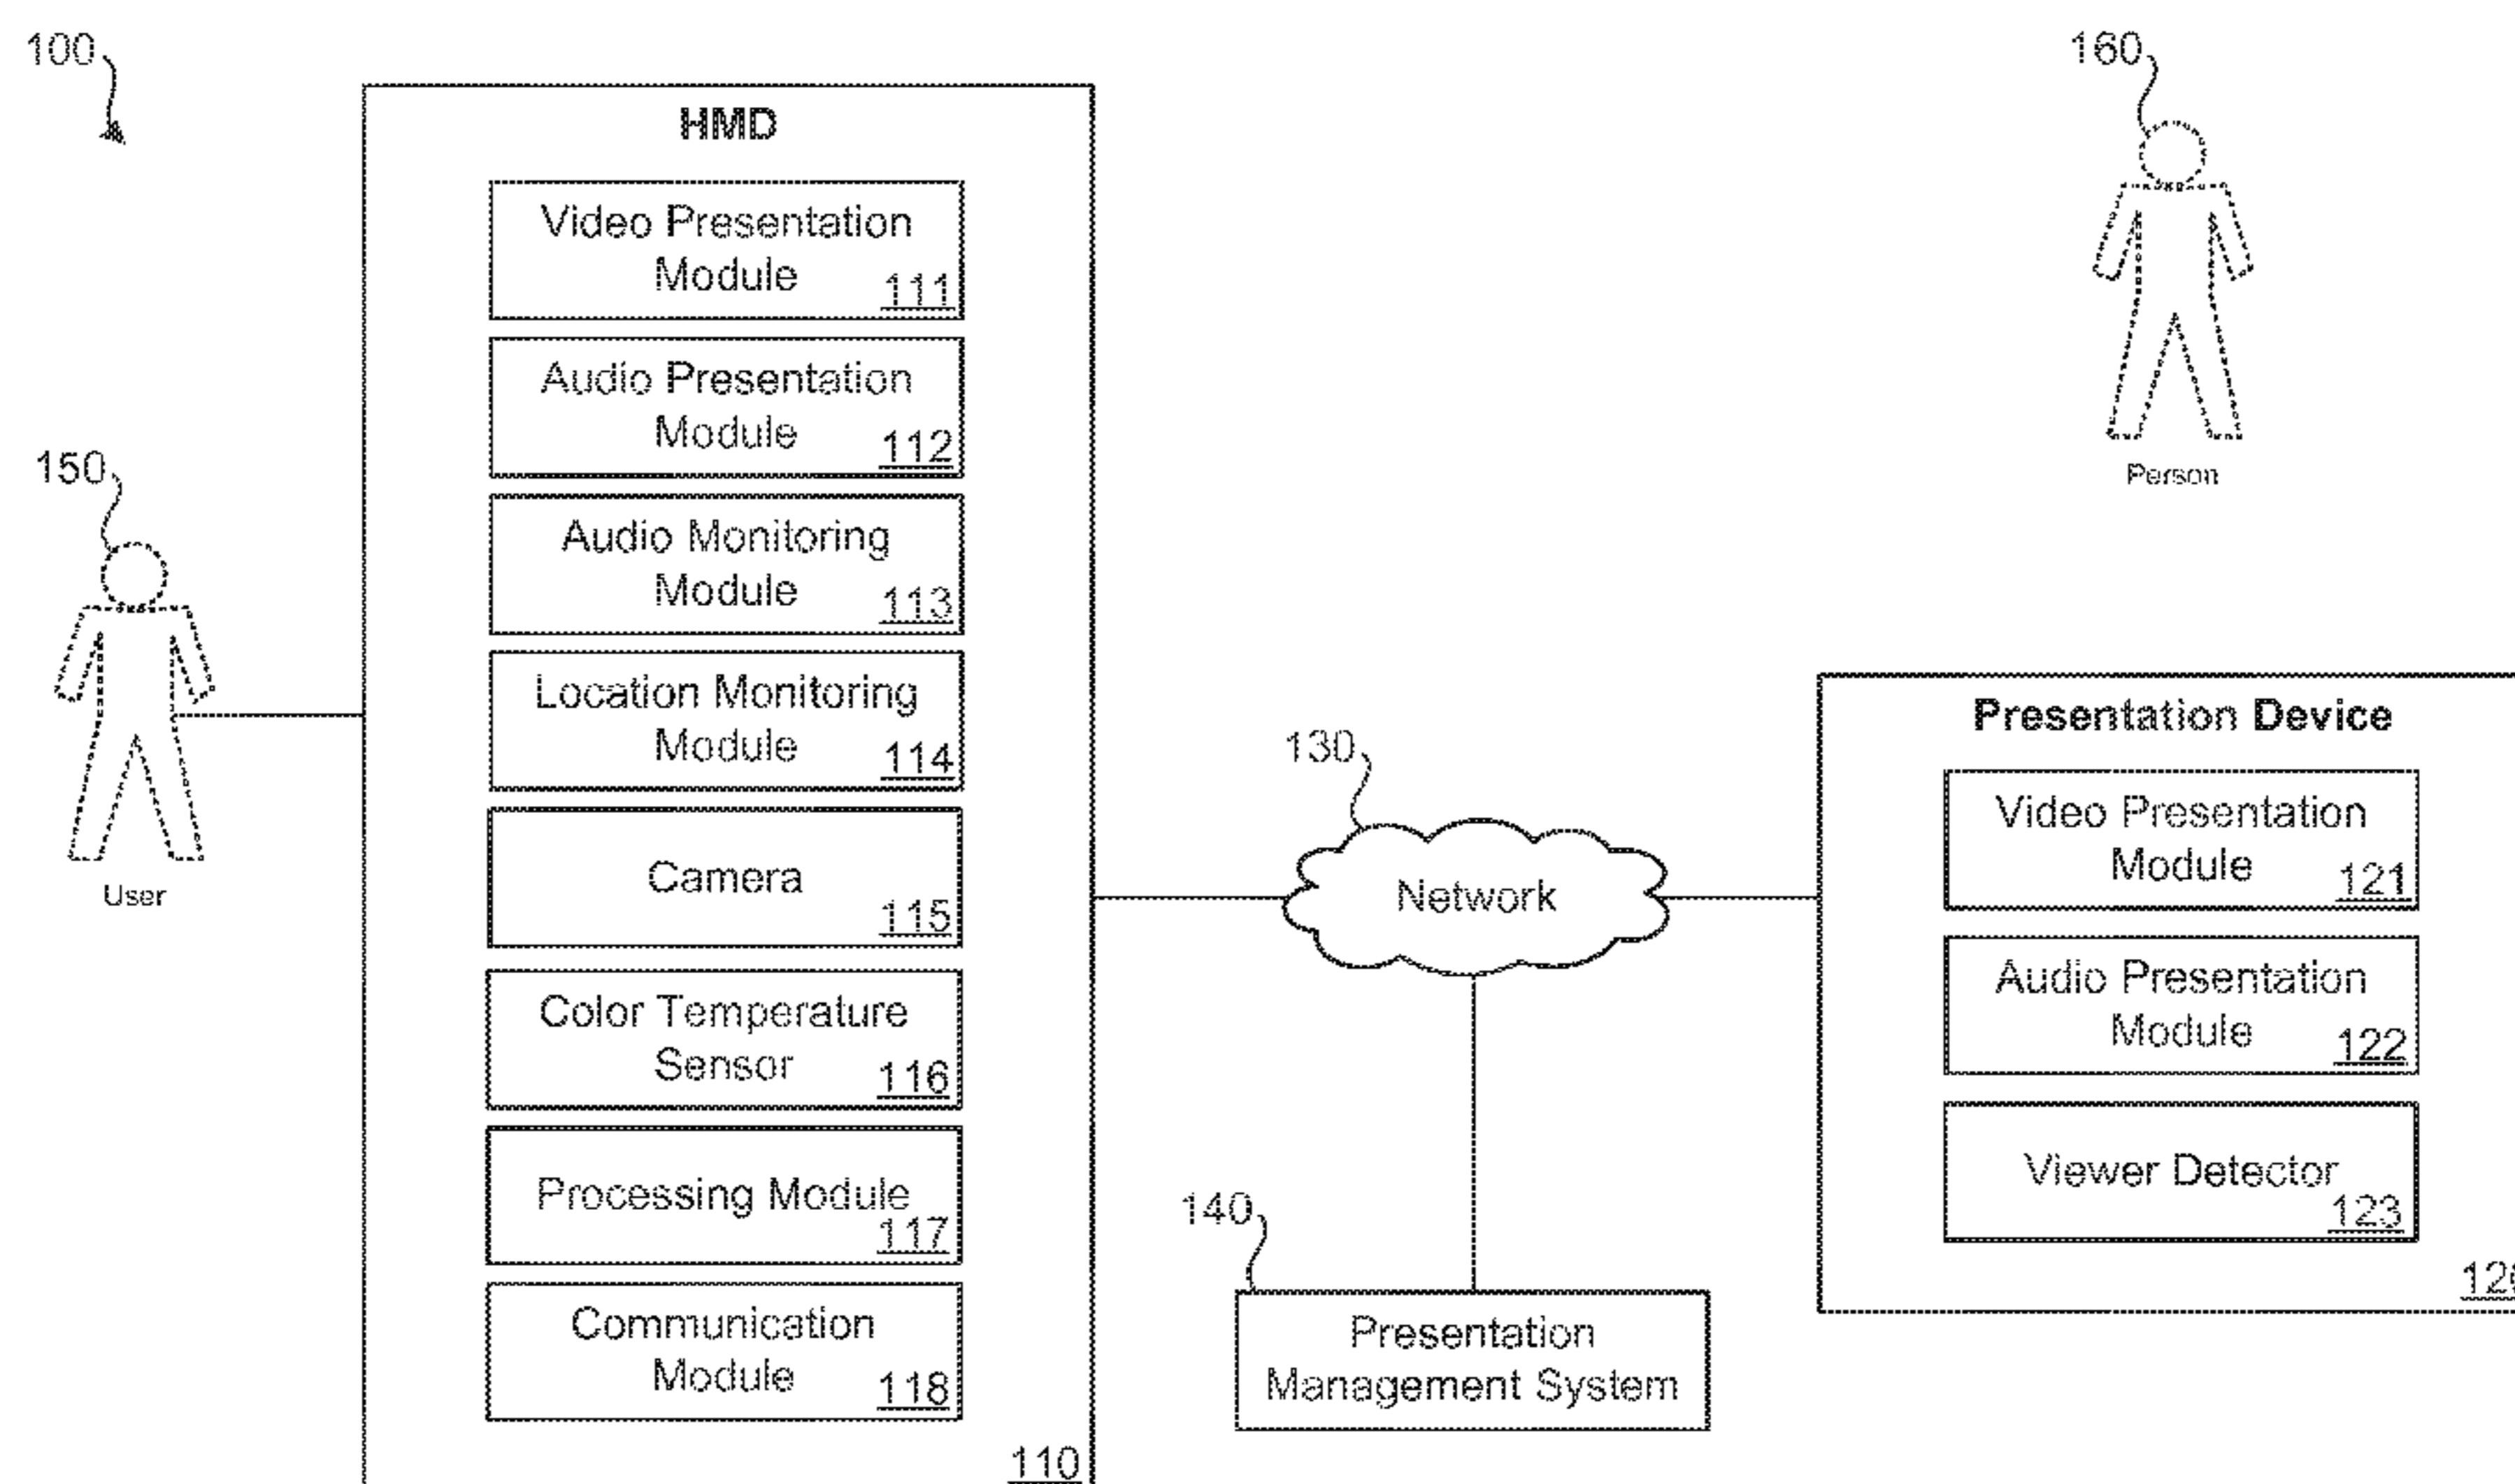 100
HMD
Video Presentation
Module
111
Audio Presentation
Module
112
Audio Monitoring
Module
113
Location Monitoring
Module
114
Camera
115
Color Temperature
Sensor
116
Processing Module
117
Communication
Module
118
110
150
User
160
Person
130
Network
140
Presentation
Management System
Presentation Device
Video Presentation
Module
121
Audio Presentation
Module
122
Viewer Detector
123